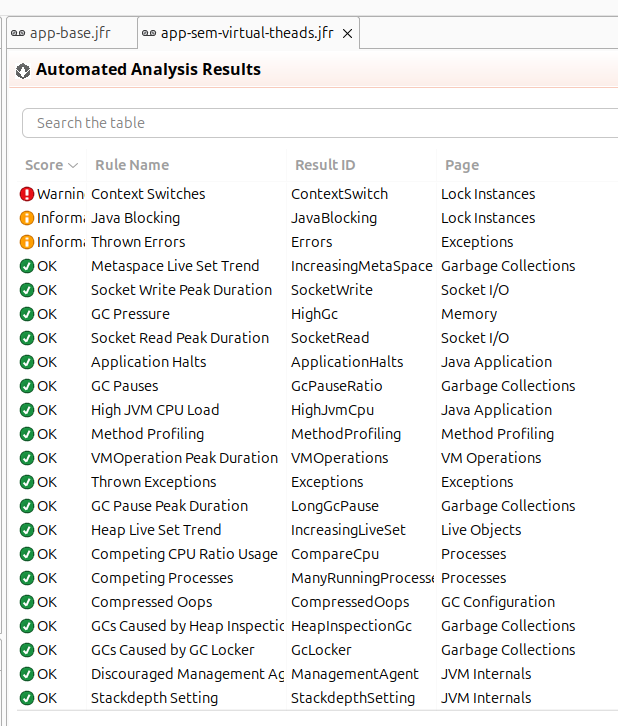 app-base.jfr app-sem-virtual-theads.jfr
Automated Analysis Results
Search the table
Score Rule Name Result ID Page
Warnin Context Switches ContextSwitch Lock Instances
Informa Java Blocking JavaBlocking Lock Instances
Informa Thrown Errors Errors Exceptions
OK Metaspace Live Set Trend IncreasingMetaSpace Garbage Collections
OK Socket Write Peak Duration SocketWrite Socket I/O
OK GC Pressure HighGc Memory
OK Socket Read Peak Duration SocketRead Socket I/O
OK Application Halts ApplicationHalts Java Application
OK GC Pauses GcPauseRatio Garbage Collections
OK High JVM CPU Load HighJvmCpu Java Application
OK Method Profiling MethodProfiling Method Profiling
OK VMOperation Peak Duration VMOperations VM Operations
OK Thrown Exceptions Exceptions Exceptions
OK GC Pause Peak Duration LongGcPause Garbage Collections
OK Heap Live Set Trend IncreasingLiveSet Live Objects
OK Competing CPU Ratio Usage CompareCpu Processes
OK Competing Processes ManyRunningProcesse Processes
OK Compressed Oops CompressedOops GC Configuration
OK GCs Caused by Heap Inspectio HeapInspectionGc Garbage Collections
OK GCs Caused by GC Locker GcLocker Garbage Collections
OK Discouraged Management Ag ManagementAgent JVM Internals
OK Stackdepth Setting StackdepthSetting JVM Internals